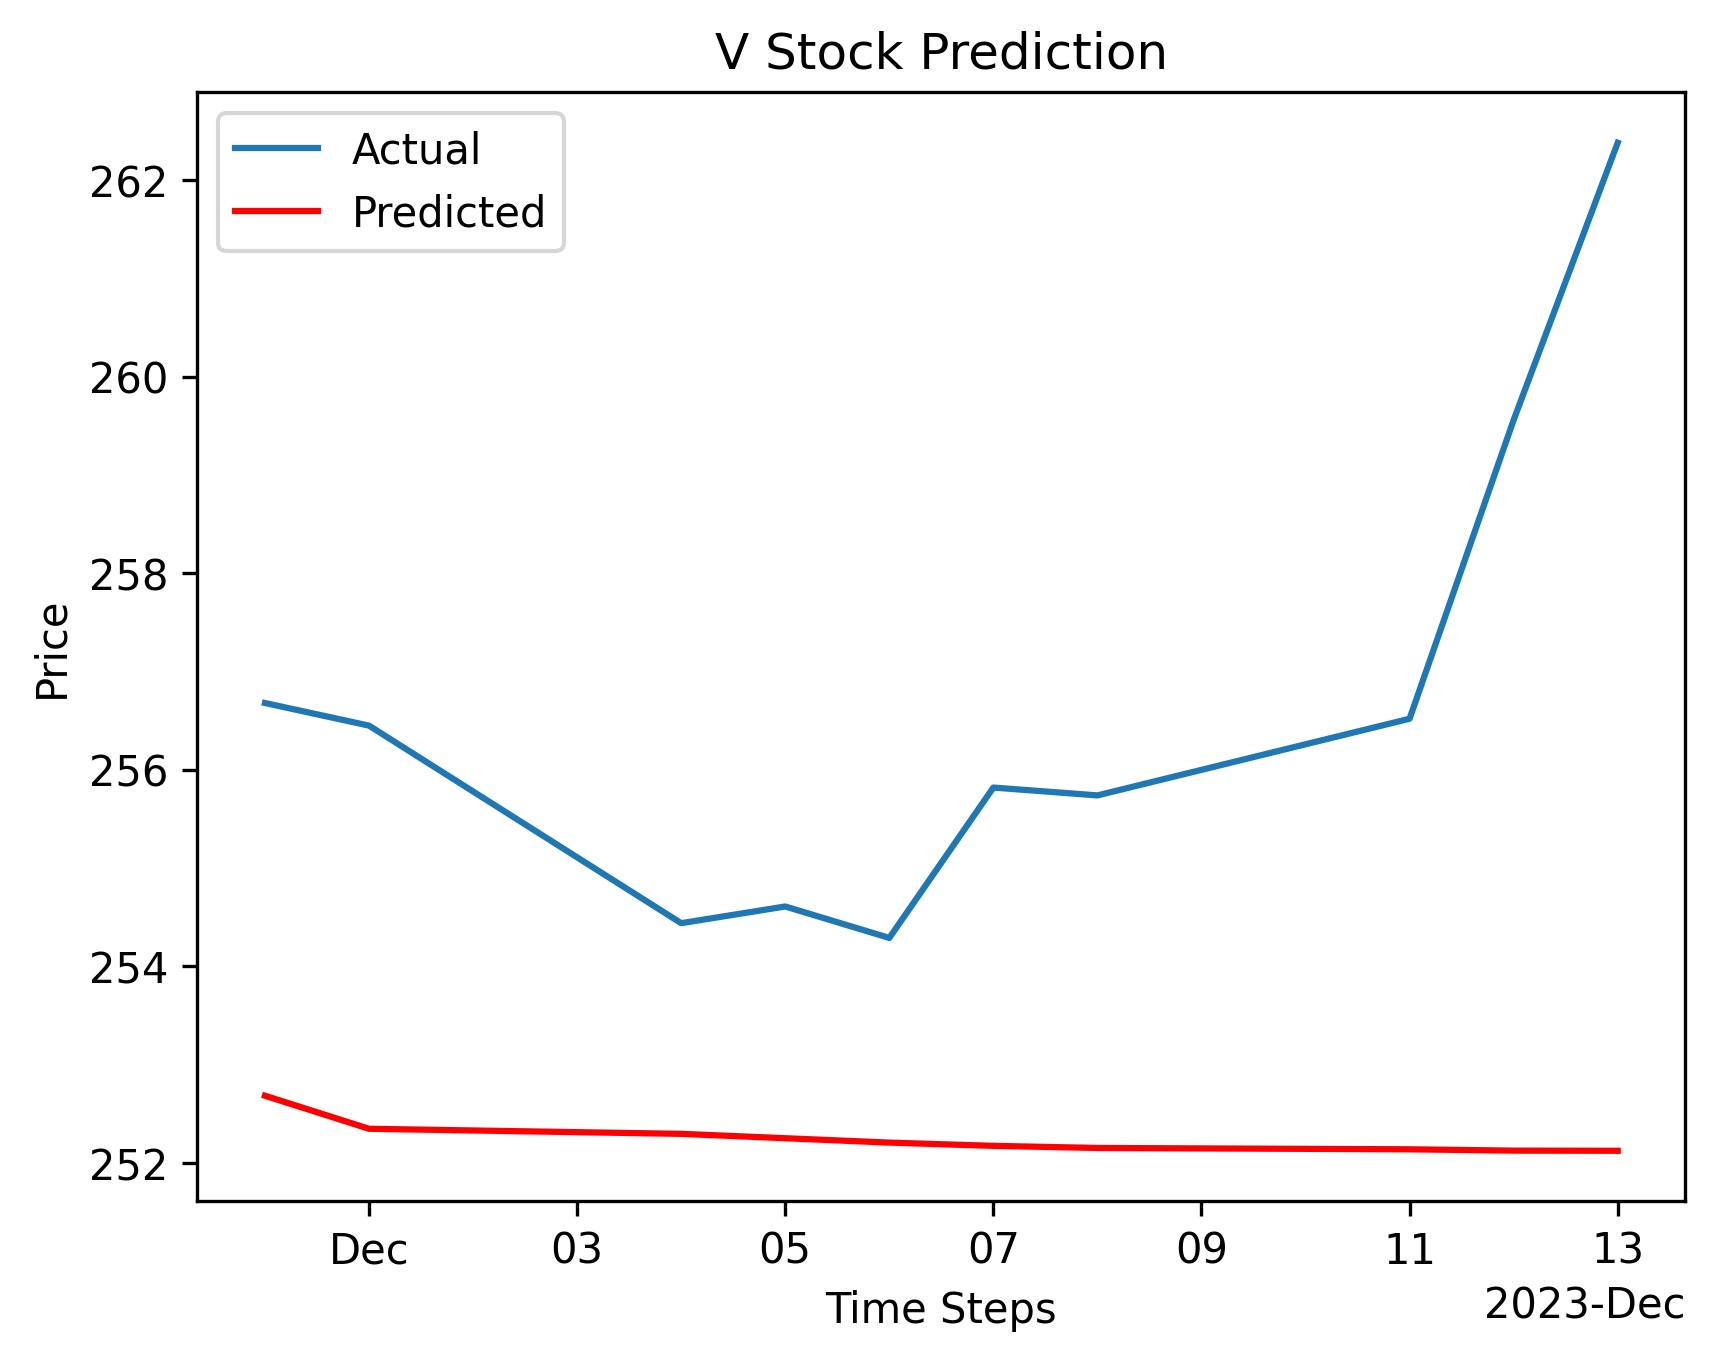 V Stock Prediction
Actual
Predicted
262
260
258
256
254
252
Price
Dec 03 05 07 09 11 13
2023-Dec
Time Steps